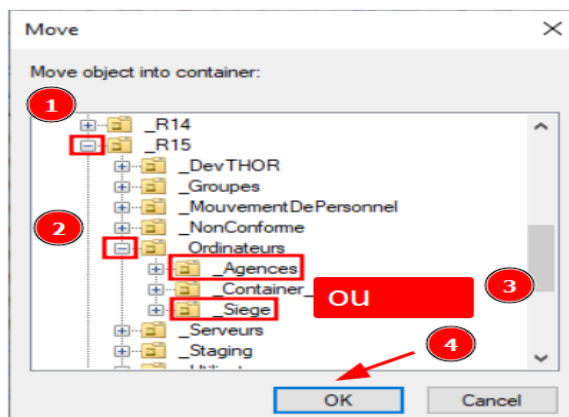 Move
Move object into container:
1
_R14
_R15
_DevTHOR
_Groupes
_MouvementDePersonnel
_NonConforme
2
_Ordinateurs
_Agences
_Container_
ou
3
_Siege
_Serveurs
4
_Staging
OK
Cancel